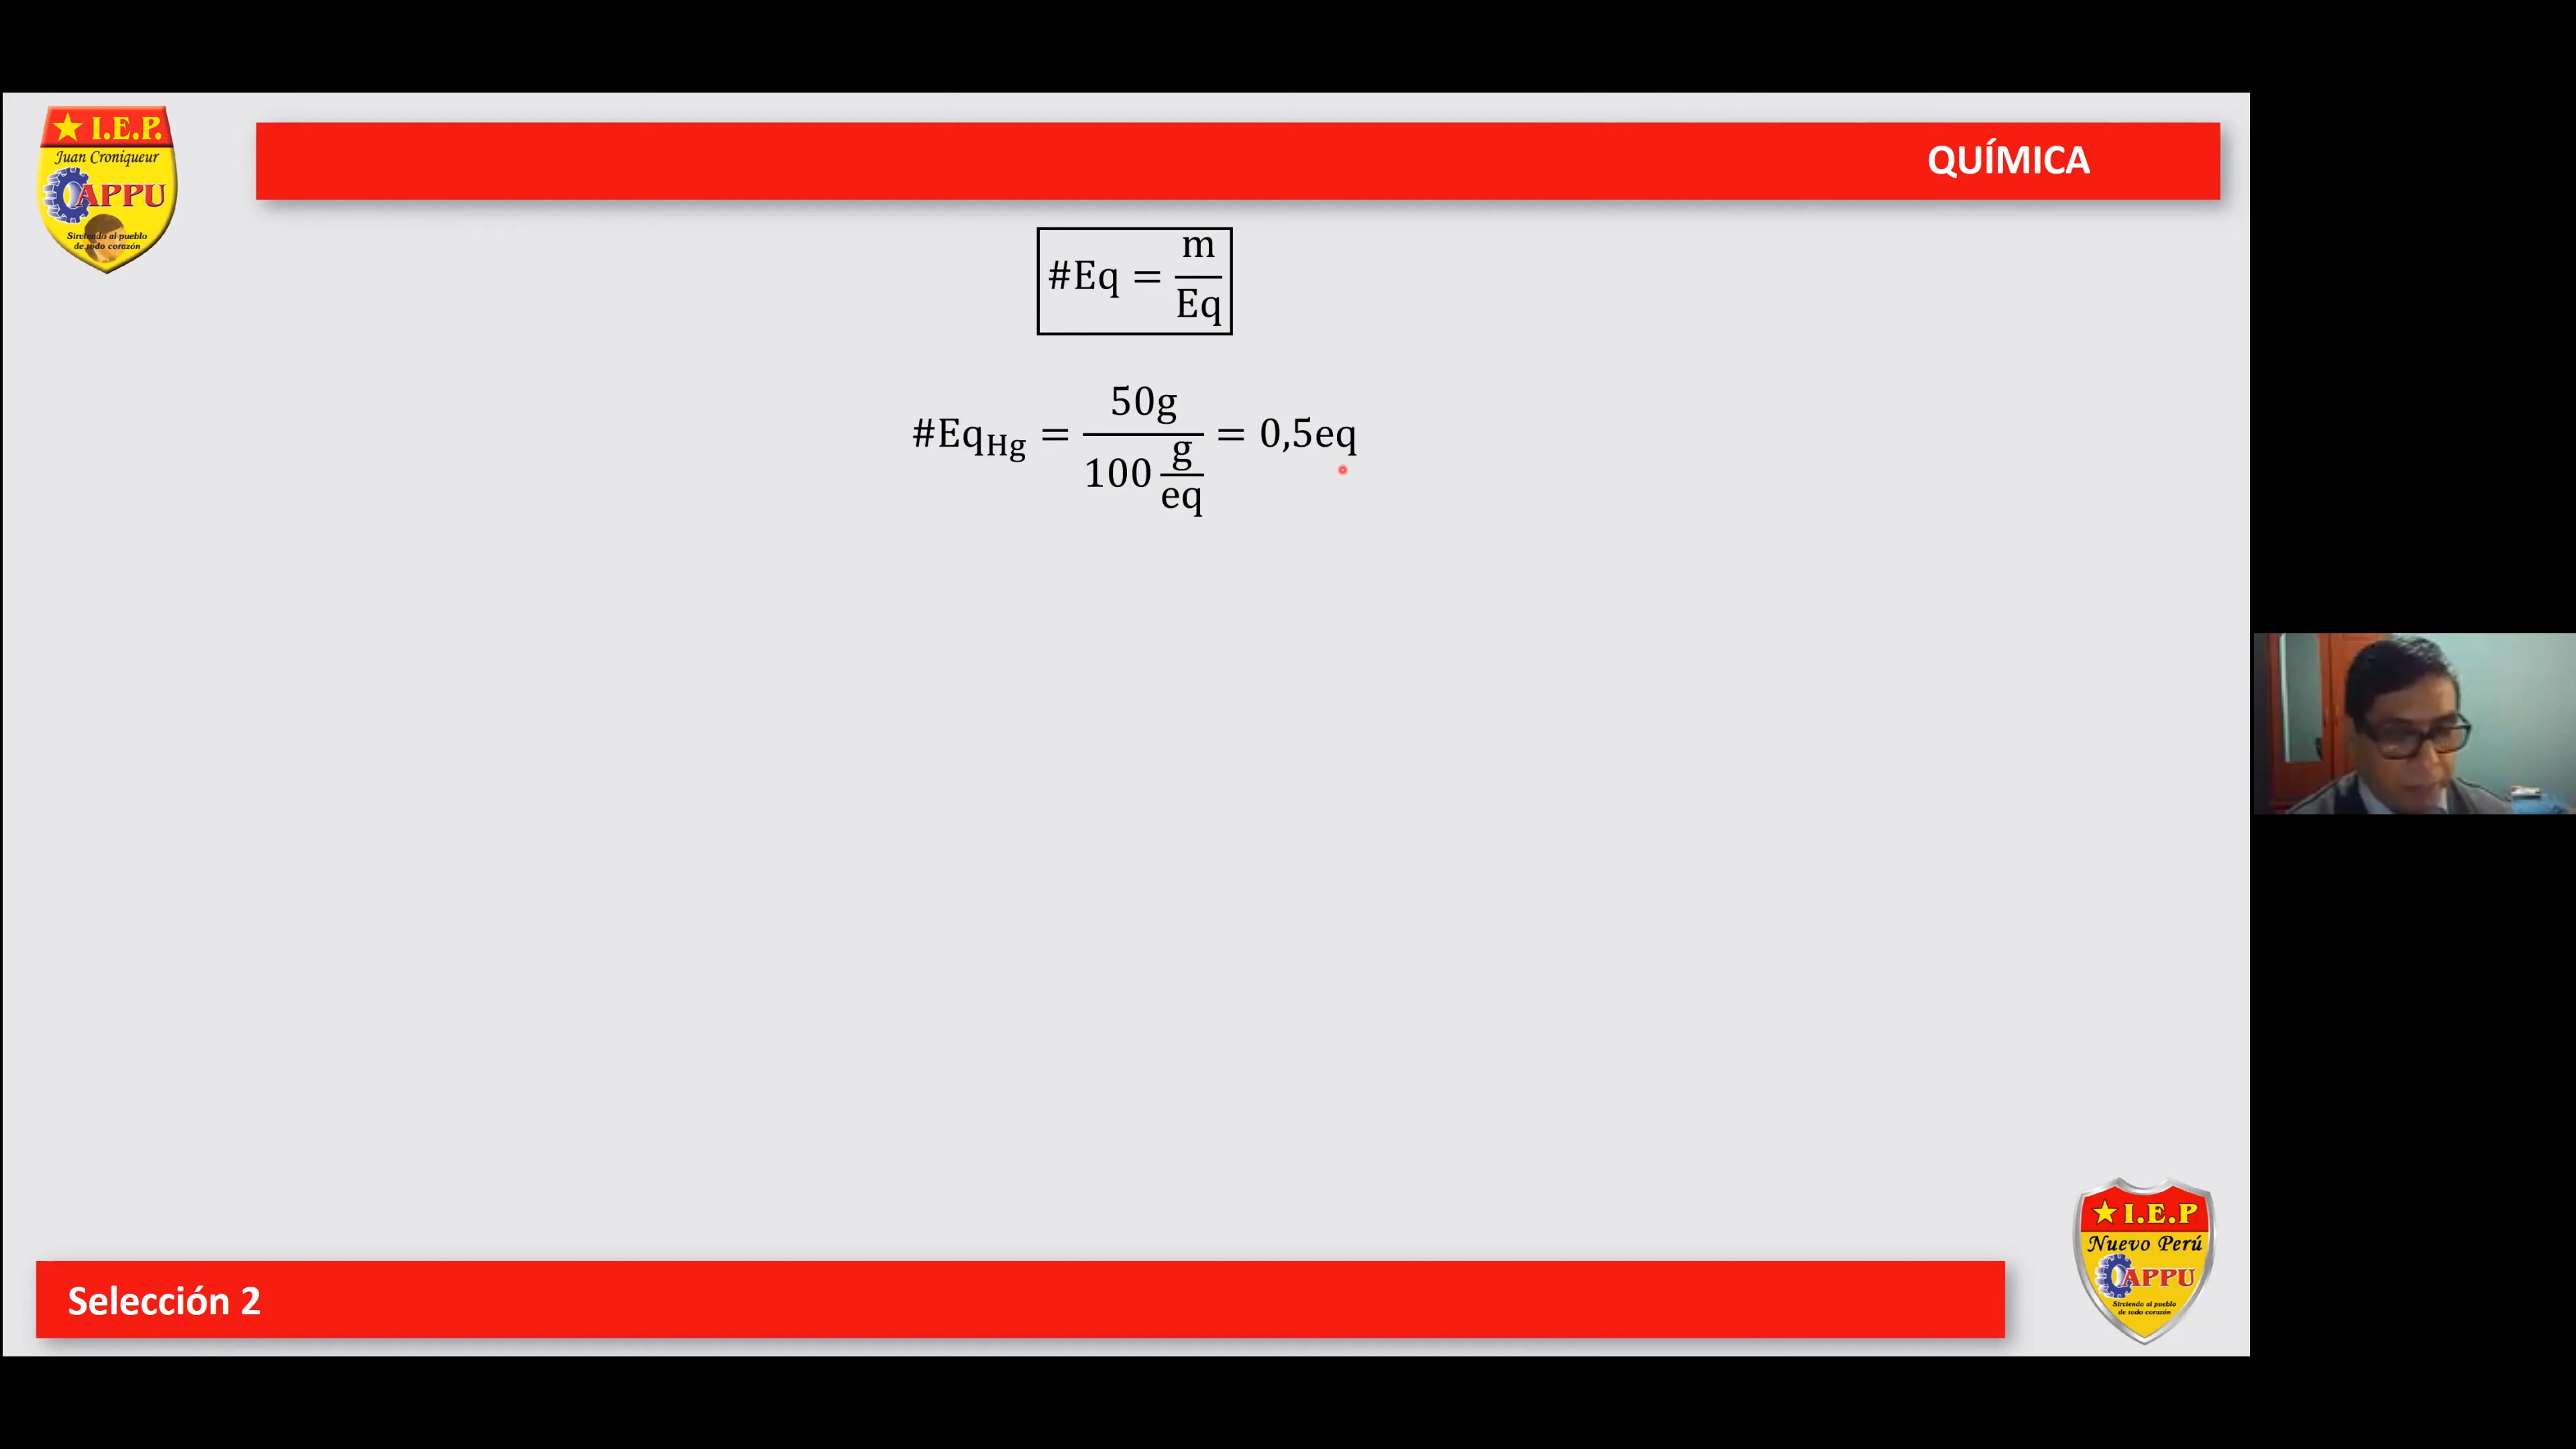 ★ I.E.P.
Juan Croniqueur
CAPPU
Sirviendo al pueblo
de todo corazón
QUÍMICA
#Eq = m/Eq
#Eq_Hg = 50g/(100 g/eq) = 0,5eq
★ I.E.P
Nuevo Perú
CAPPU
Sirviendo al pueblo
de todo corazón
Selección 2